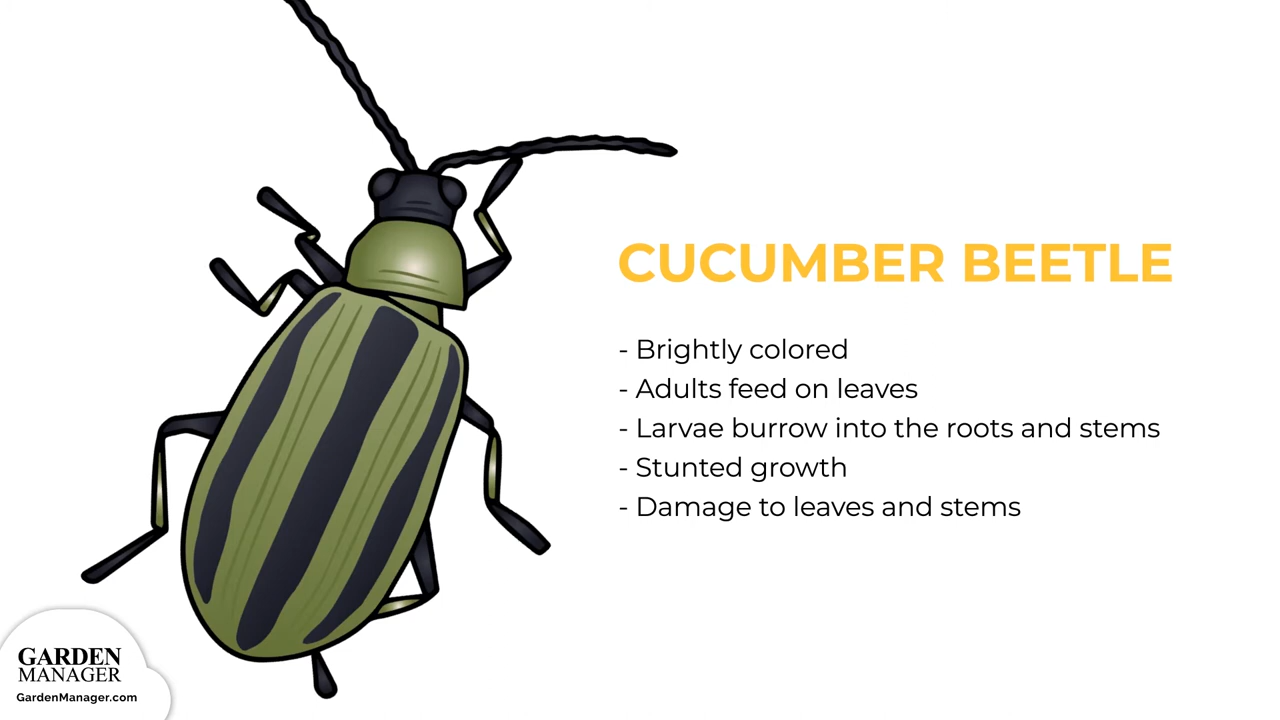 CUCUMBER BEETLE
- Brightly colored
- Adults feed on leaves
- Larvae burrow into the roots and stems
- Stunted growth
- Damage to leaves and stems
GARDEN
MANAGER
GardenManager.com